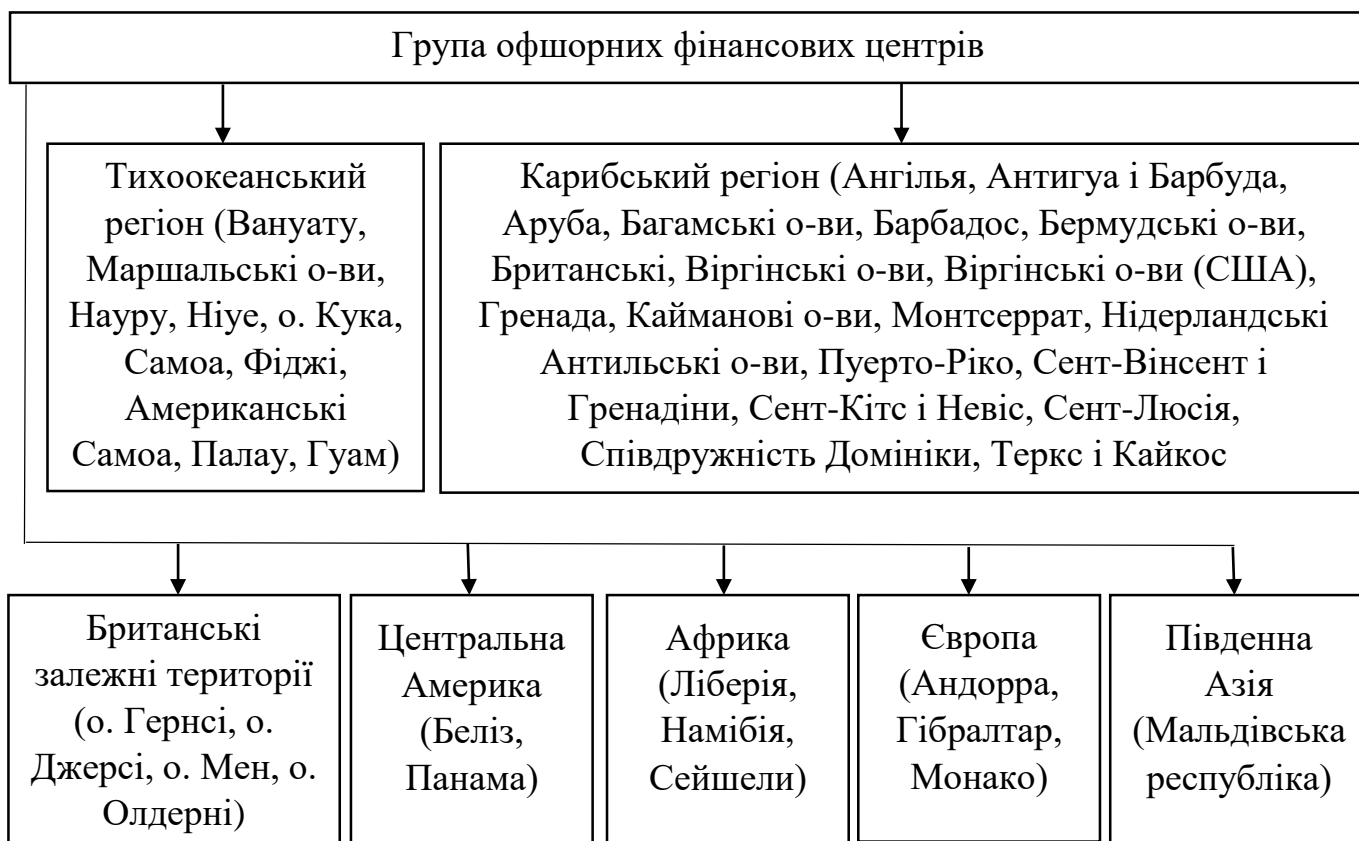 Група офшорних фінансових центрів
Тихоокеанський
регіон (Вануату,
Маршальські о-ви,
Науру, Ніуе, о. Кука,
Самоа, Фіджі,
Американські
Самоа, Палау, Гуам)
Карибський регіон (Ангілья, Антигуа і Барбуда,
Аруба, Багамські о-ви, Барбадос, Бермудські о-ви,
Британські, Віргінські о-ви, Віргінські о-ви (США),
Гренада, Кайманові о-ви, Монтсеррат, Нідерландські
Антильські о-ви, Пуерто-Ріко, Сент-Вінсент і
Гренадіни, Сент-Кітс і Невіс, Сент-Люсія,
Співдружність Домініки, Теркс і Кайкос
Британські
залежні території
(о. Гернсі, о.
Джерсі, о. Мен, о.
Олдерні)
Центральна
Америка
(Беліз,
Панама)
Африка
(Ліберія,
Намібія,
Сейшели)
Європа
(Андорра,
Гібралтар,
Монако)
Південна
Азія
(Мальдівська
республіка)